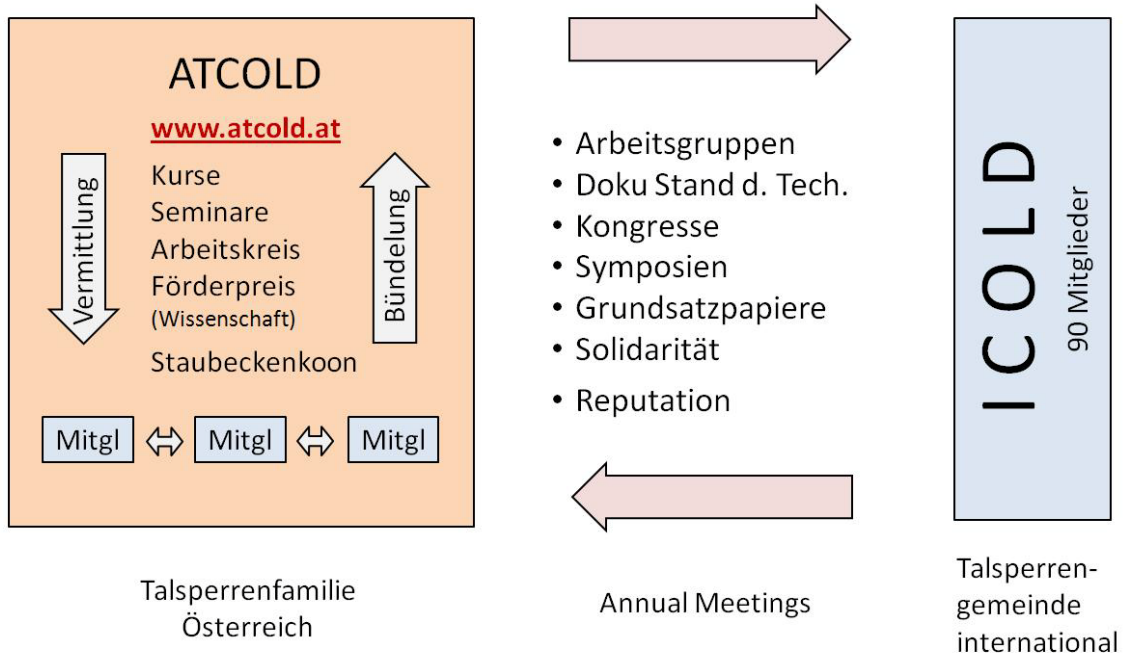 ATCOLD
www.atcold.at
Vermittlung
Kurse
Seminare
Arbeitskreis
Förderpreis
(Wissenschaft)
Staubeckenkoon
Bündelung
Mitgl
Mitgl
Mitgl
Talsperrenfamilie
Österreich
• Arbeitsgruppen
• Doku Stand d. Tech.
• Kongresse
• Symposien
• Grundsatzpapiere
• Solidarität
• Reputation
Annual Meetings
I C O L D
90 Mitglieder
Talsperren-
gemeinde
international